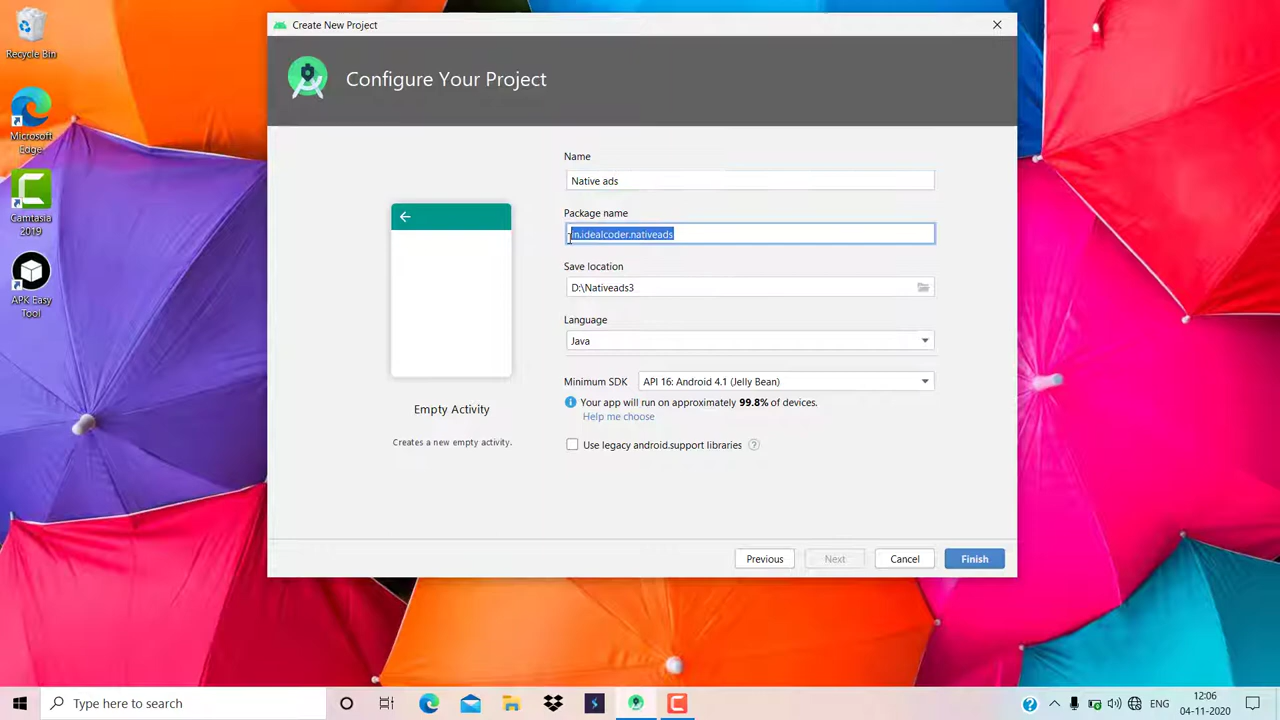 Recycle Bin
Microsoft
Edge
Camtasia
2019
APK Easy
Tool
Create New Project
Configure Your Project
Name
Native ads
Package name
in.idealcoder.nativeads
Save location
D:\Nativeads3
Language
Java
Minimum SDK
API 16: Android 4.1 (Jelly Bean)
Your app will run on approximately 99.8% of devices.
Help me choose
Use legacy android.support libraries
?
Empty Activity
Creates a new empty activity.
Previous
Next
Cancel
Finish
Type here to search
ENG
12:06
04-11-2020